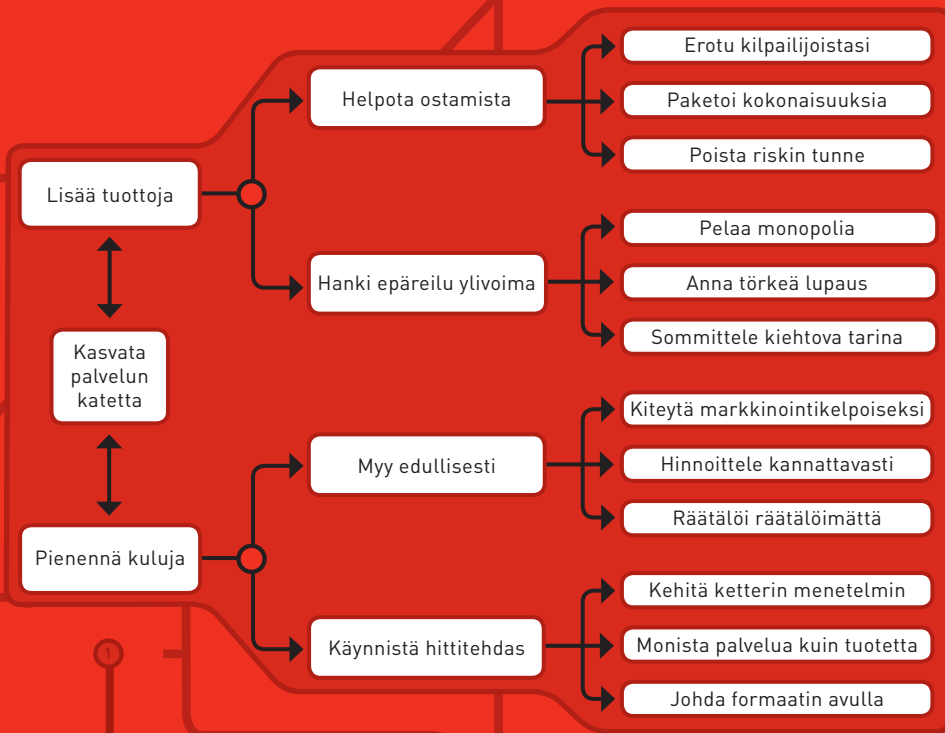 Erotu kilpailijoistasi
Helpota ostamista
Paketoi kokonaisuuksia
Poista riskin tunne
Lisää tuottoja
Pelaa monopolia
Hanki epäreilu ylivoima
Anna törkeä lupaus
Sommittele kiehtova tarina
Kasvata
palvelun
katetta
Kiteytä markkinointikelpoiseksi
Myy edullisesti
Hinnoittele kannattavasti
Räätälöi räätälöimättä
Pienennä kuluja
Kehitä ketterin menetelmin
Käynnistä hittitehdas
Monista palvelua kuin tuotetta
Johda formaatin avulla
1